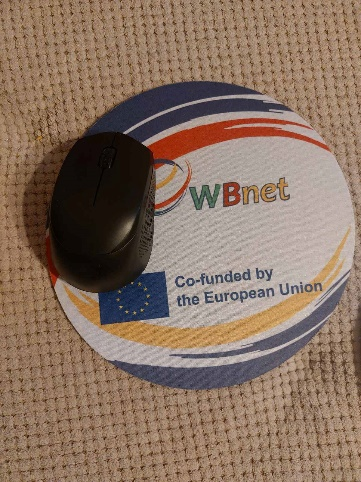 WBnet
Co-funded by
the European Union